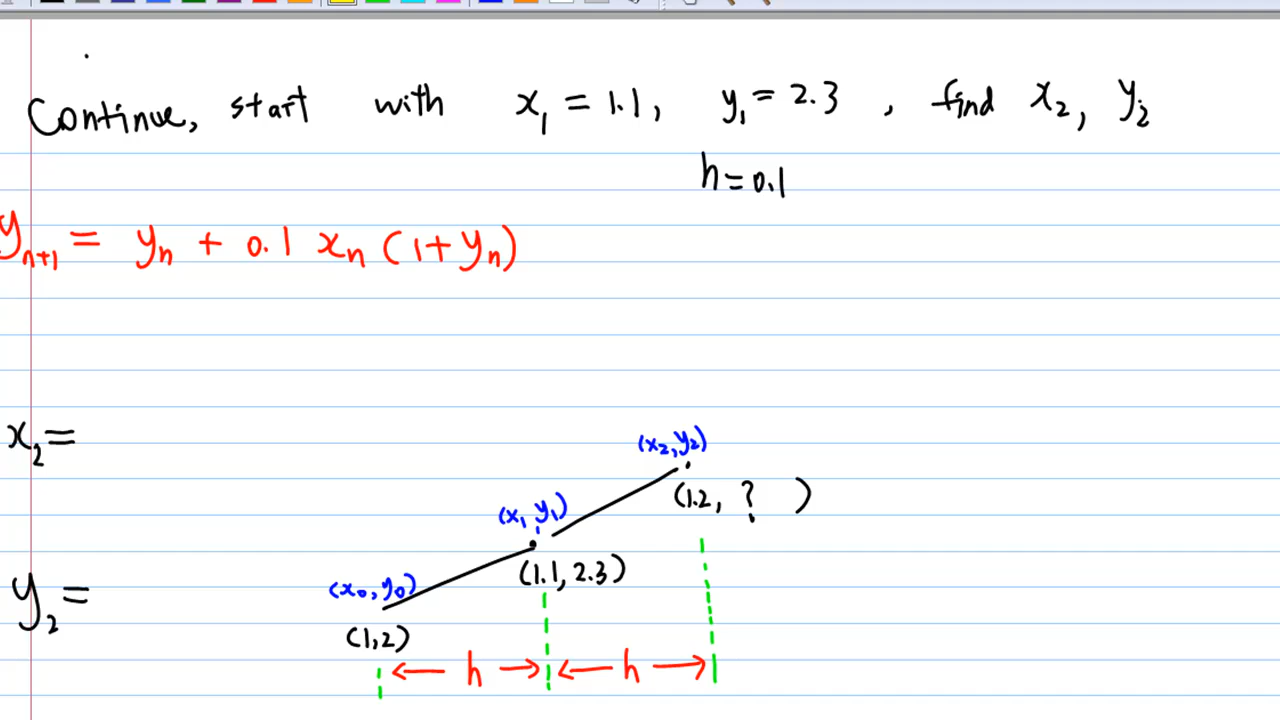 Continue, start with x₁ = 1.1, y₁ = 2.3, find x₂, y₂
h = 0.1
yₙ₊₁ = yₙ + 0.1 xₙ (1+yₙ)
x₂ =
(x₂, y₂)
(1.2, ? )
(x₁, y₁)
(1.1, 2.3)
y₂ =
(x₀, y₀)
(1,2)
h h